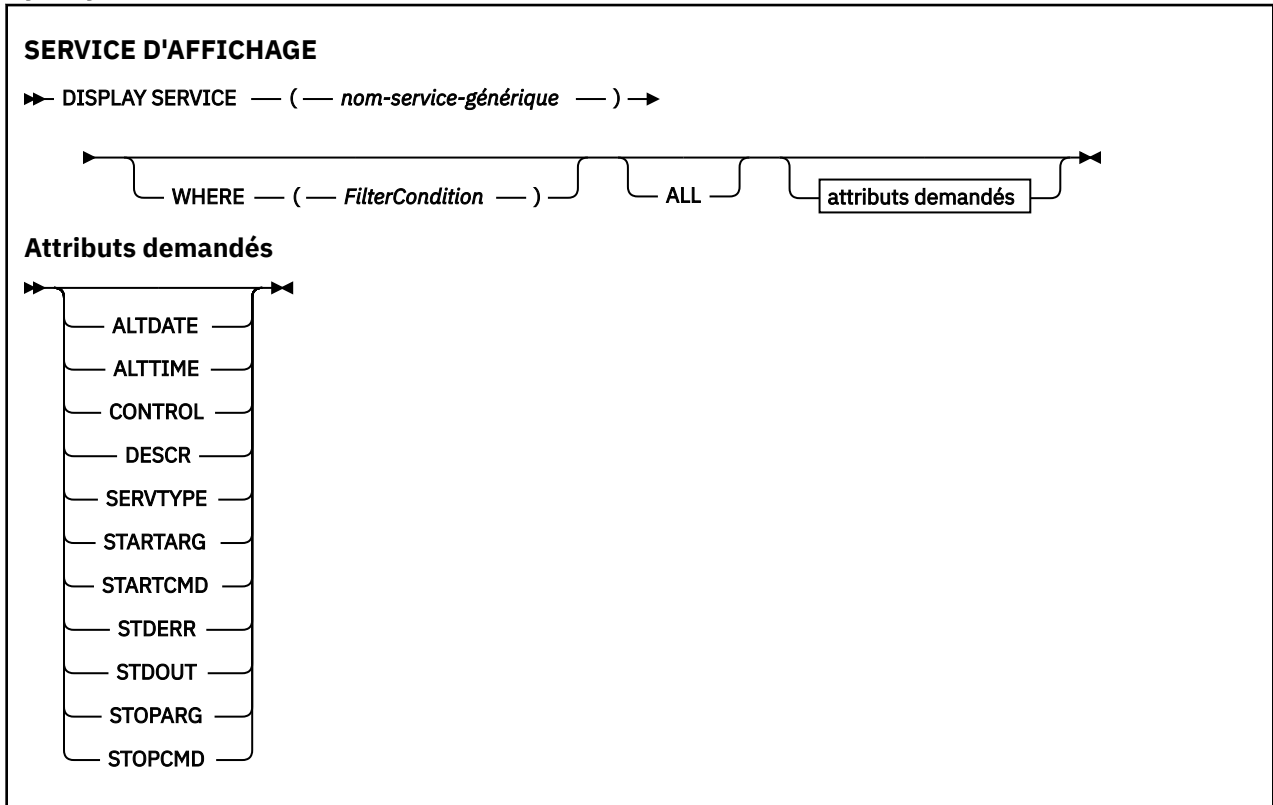 SERVICE D'AFFICHAGE
DISPLAY SERVICE ( nom-service-générique )
WHERE ( FilterCondition ) ALL attributs demandés
Attributs demandés
ALTDATE
ALTTIME
CONTROL
DESCR
SERVTYPE
STARTARG
STARTCMD
STDERR
STDOUT
STOPARG
STOPCMD